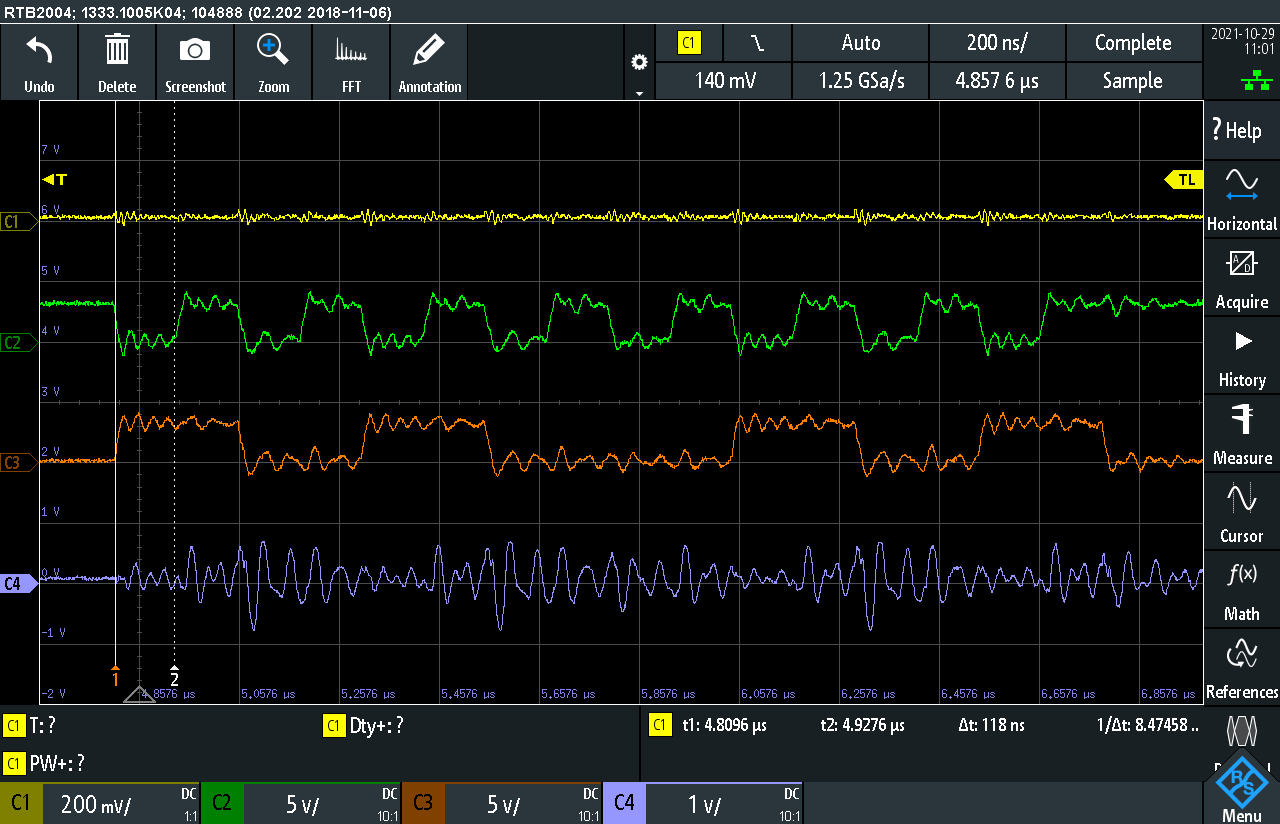 RTB2004; 1333.1005K04; 104888 (02.202 2018-11-06)
Undo Delete Screenshot Zoom FFT Annotation
C1 Auto 200 ns/ Complete
140 mV 1.25 GSa/s 4.857 6 µs Sample
2021-10-29
11:01
? Help
Horizontal
Acquire
History
Measure
Cursor
Math
References
Menu
7 V
T TL
6 V
C1
5 V
4 V
C2
3 V
2 V
C3
1 V
0 V
C4
-1 V
1 2
-2 V 4.8576 µs 5.0576 µs 5.2576 µs 5.4576 µs 5.6576 µs 5.8576 µs 6.0576 µs 6.2576 µs 6.4576 µs 6.6576 µs 6.8576 µs
C1 T: ? C1 Dty+: ? C1 t1: 4.8096 µs t2: 4.9276 µs Δt: 118 ns 1/Δt: 8.47458 ..
C1 PW+: ?
C1 200 mV/ DC 1:1 C2 5 V/ DC 10:1 C3 5 V/ DC 10:1 C4 1 V/ DC 10:1